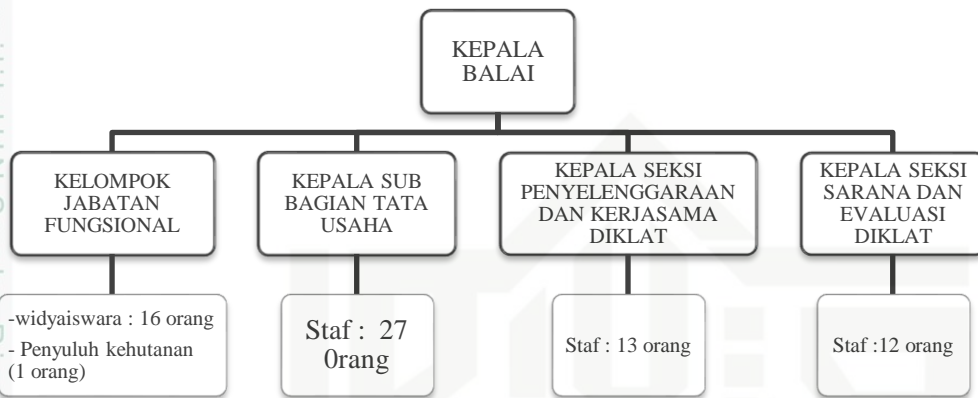 KEPALA
BALAI
KELOMPOK
JABATAN
FUNGSIONAL
KEPALA SUB
BAGIAN TATA
USAHA
KEPALA SEKSI
PENYELENGGARAAN
DAN KERJASAMA
DIKLAT
KEPALA SEKSI
SARANA DAN
EVALUASI
DIKLAT
-widyaiswara : 16 orang
- Penyuluh kehutanan
(1 orang)
Staf : 27
0rang
Staf : 13 orang
Staf :12 orang